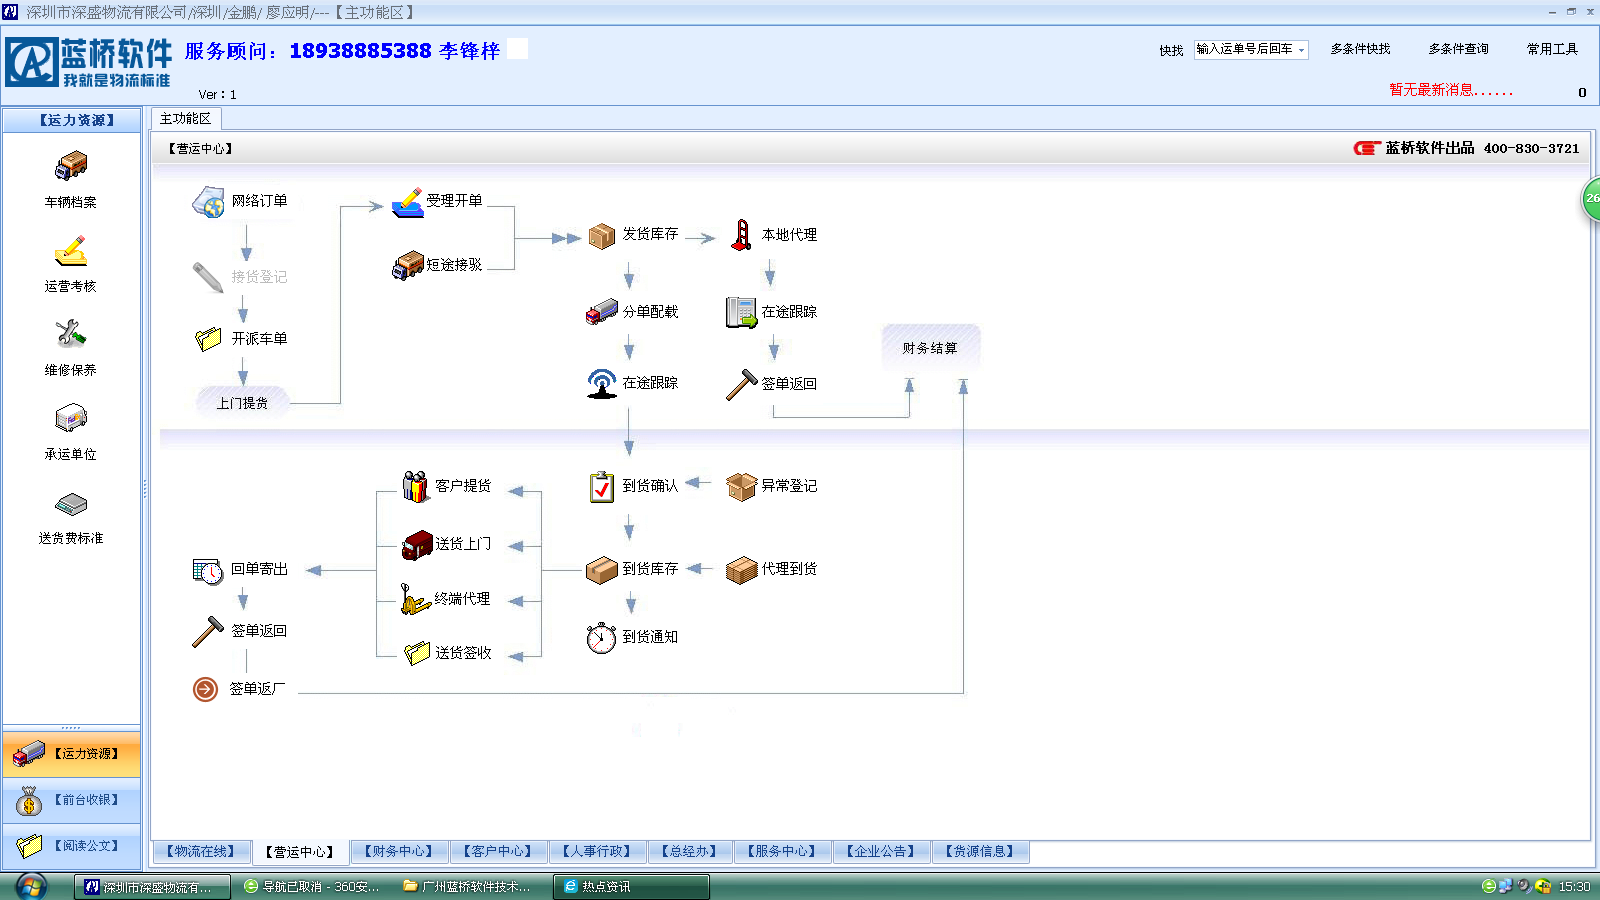 深圳市深盛物流有限公司/深圳/金鹏/ 廖应明/---【主功能区】
蓝桥软件
我就是物流标准
服务顾问：18938885388 李锋梓
Ver：1
快找 输入运单号后回车 多条件快找 多条件查询 常用工具
暂无最新消息......
0
【运力资源】
车辆档案
运营考核
维修保养
承运单位
送货费标准
【运力资源】
【前台收银】
【阅读公文】
主功能区
【营运中心】
蓝桥软件出品 400-830-3721
26
网络订单
接货登记
开派车单
上门提货
受理开单
短途接驳
发货库存
本地代理
分单配载
在途跟踪
在途跟踪
签单返回
财务结算
客户提货
送货上门
终端代理
送货签收
到货确认
异常登记
到货库存
代理到货
到货通知
回单寄出
签单返回
签单返厂
【物流在线】
【营运中心】
【财务中心】
【客户中心】
【人事行政】
【总经办】
【服务中心】
【企业公告】
【货源信息】
深圳市深盛物流有...
导航已取消 - 360安...
广州蓝桥软件技术...
热点资讯
15:30